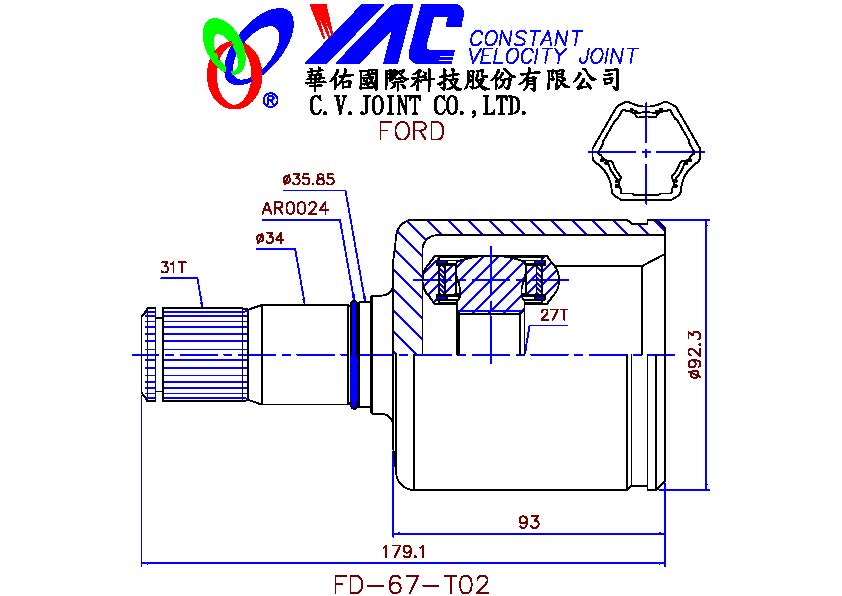 YAC CONSTANT
VELOCITY JOINT
®
華佑國際科技股份有限公司
C.V.JOINT CO.,LTD.
FORD
ø35.85
AR0024
ø34
31T
27T
ø92.3
93
179.1
FD-67-T02